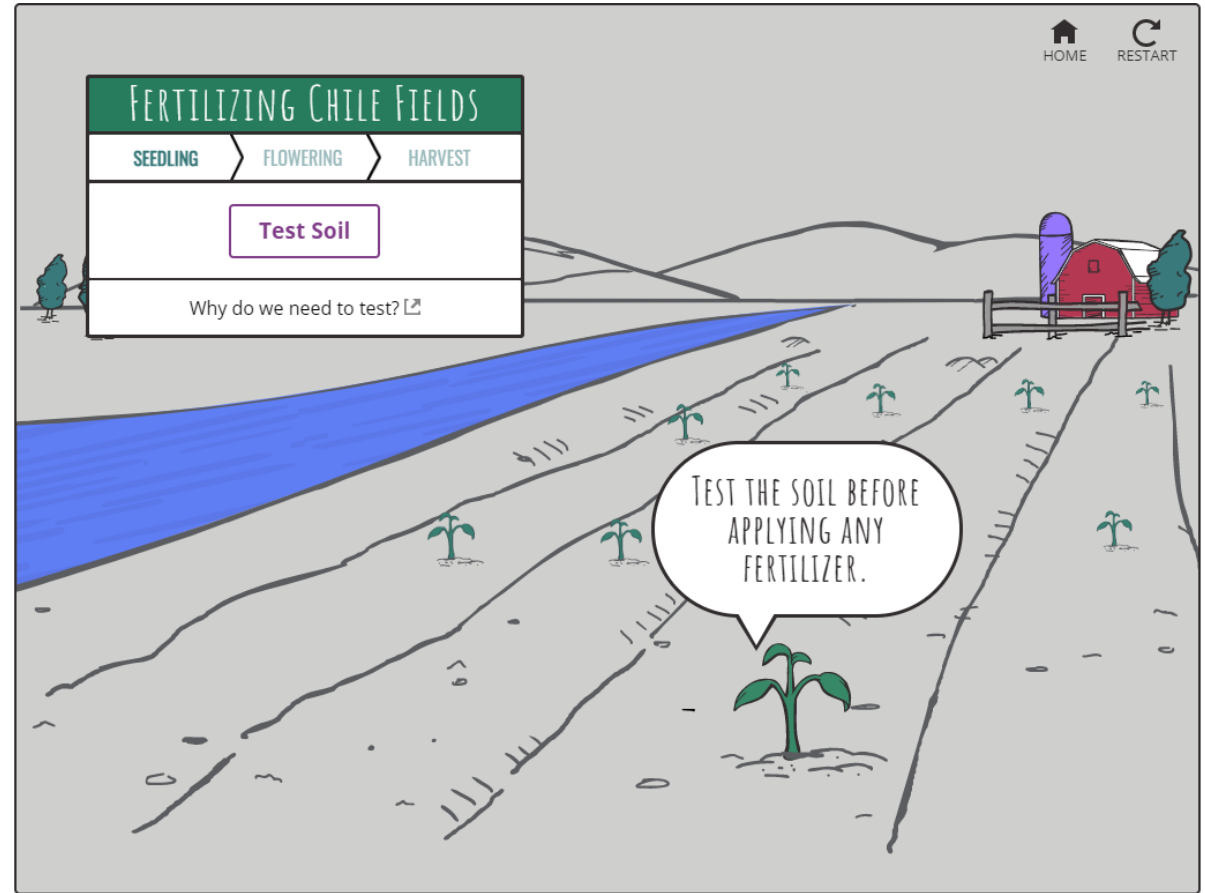 HOME
RESTART
FERTILIZING CHILE FIELDS
SEEDLING
FLOWERING
HARVEST
Test Soil
Why do we need to test?
TEST THE SOIL BEFORE
APPLYING ANY
FERTILIZER.